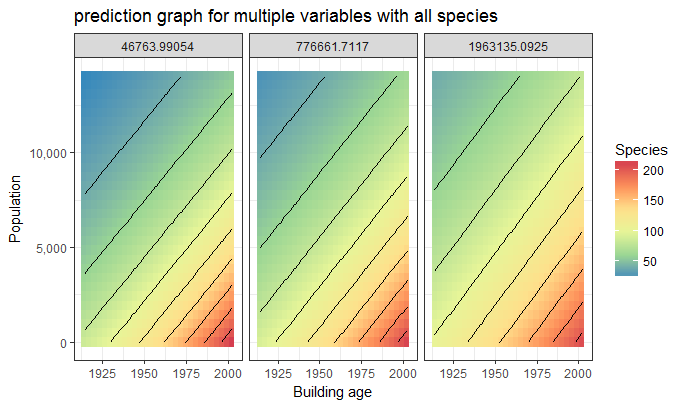 prediction graph for multiple variables with all species
46763.99054 776661.7117 1963135.0925
Population
10,000
5,000
0
1925 1950 1975 2000 1925 1950 1975 2000 1925 1950 1975 2000
Building age
Species
200
150
100
50